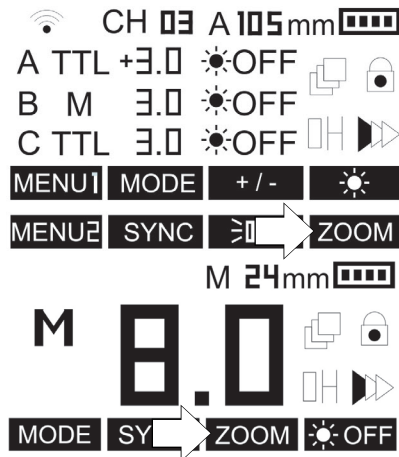 CH 03 A 105mm
A TTL +3.0 OFF
B M 3.0 OFF
C TTL 3.0 OFF
H
MENU1 MODE + / -
MENU2 SYNC ZOOM
M 24mm
M 8.0
H
MODE SY ZOOM OFF